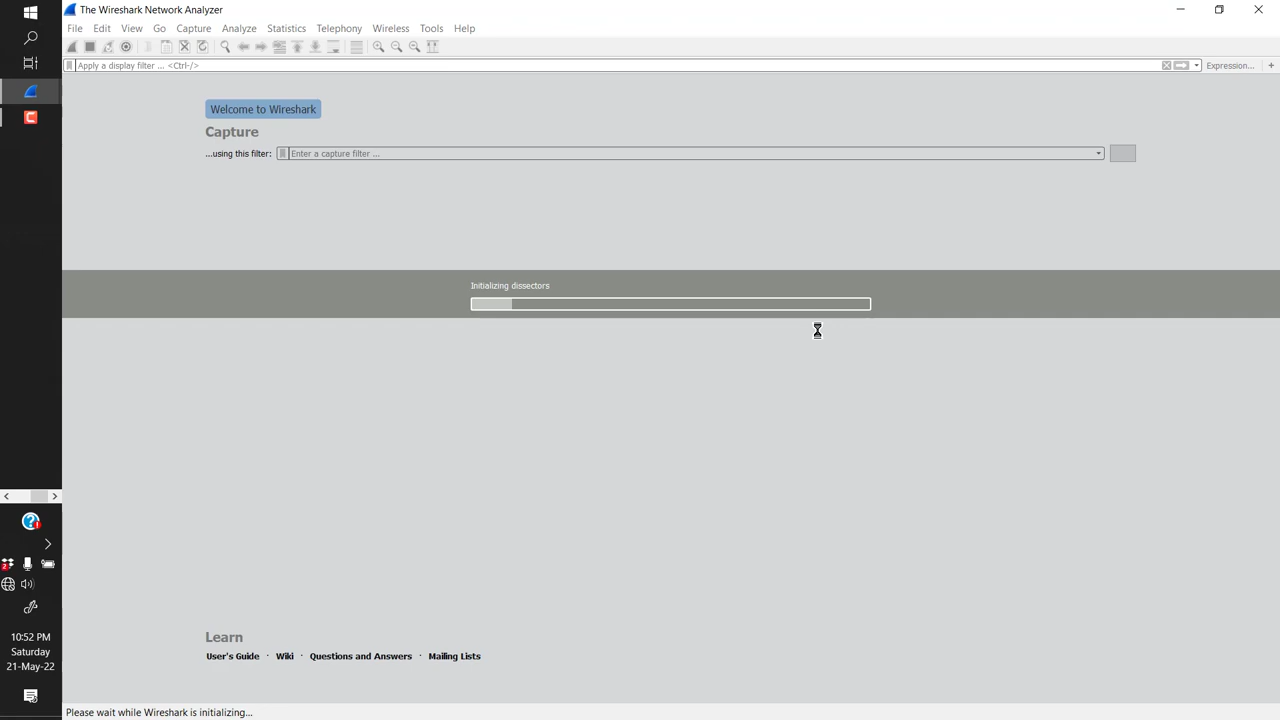 The Wireshark Network Analyzer
File Edit View Go Capture Analyze Statistics Telephony Wireless Tools Help
Apply a display filter ... <Ctrl-/>
Expression...
+
Welcome to Wireshark
Capture
...using this filter:
Enter a capture filter ...
Initializing dissectors
Learn
User's Guide · Wiki · Questions and Answers · Mailing Lists
Please wait while Wireshark is initializing...
2
10:52 PM
Saturday
21-May-22